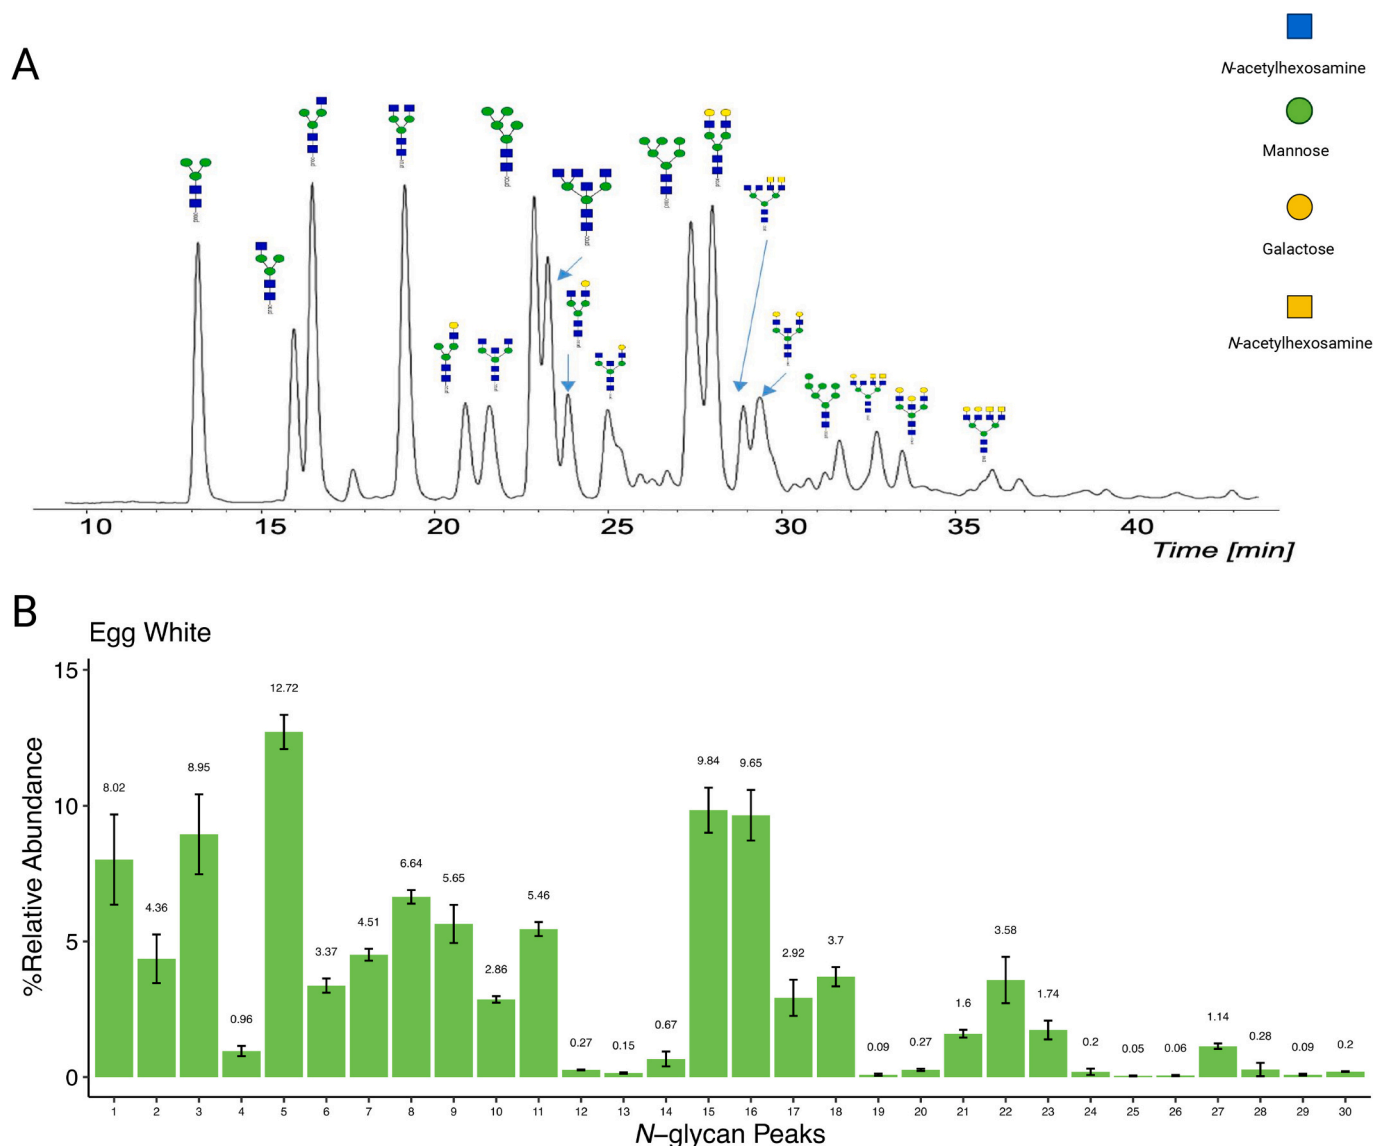 A
N-acetylhexosamine
Mannose
Galactose
N-acetylhexosamine
10 15 20 25 30 35 40
Time [min]
B
Egg White
%Relative Abundance
15
10
5
0
8.02 4.36 8.95 0.96 12.72 3.37 4.51 6.64 5.65 2.86 5.46 0.27 0.15 0.67 9.84 9.65 2.92 3.7 0.09 0.27 1.6 3.58 1.74 0.2 0.05 0.06 1.14 0.28 0.09 0.2
1 2 3 4 5 6 7 8 9 10 11 12 13 14 15 16 17 18 19 20 21 22 23 24 25 26 27 28 29 30
N–glycan Peaks